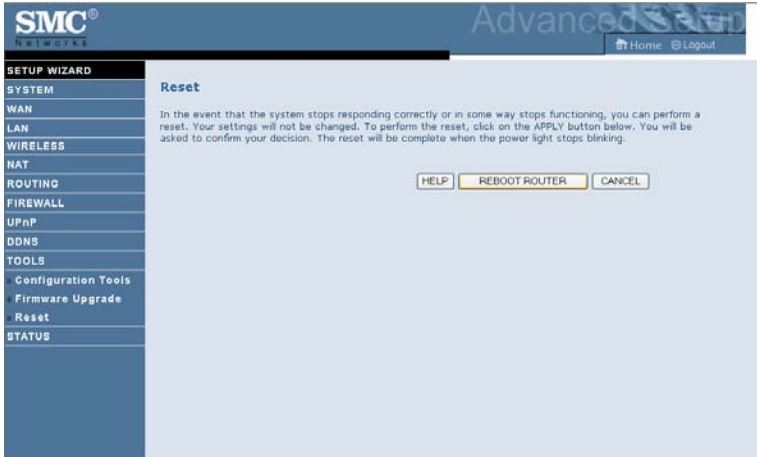 SMC®
Networks
Advanced Setup
Home Logout
SETUP WIZARD
SYSTEM
WAN
LAN
WIRELESS
NAT
ROUTING
FIREWALL
UPnP
DDNS
TOOLS
Configuration Tools
Firmware Upgrade
Reset
STATUS
Reset
In the event that the system stops responding correctly or in some way stops functioning, you can perform a
reset. Your settings will not be changed. To perform the reset, click on the APPLY button below. You will be
asked to confirm your decision. The reset will be complete when the power light stops blinking.
HELP REBOOT ROUTER CANCEL